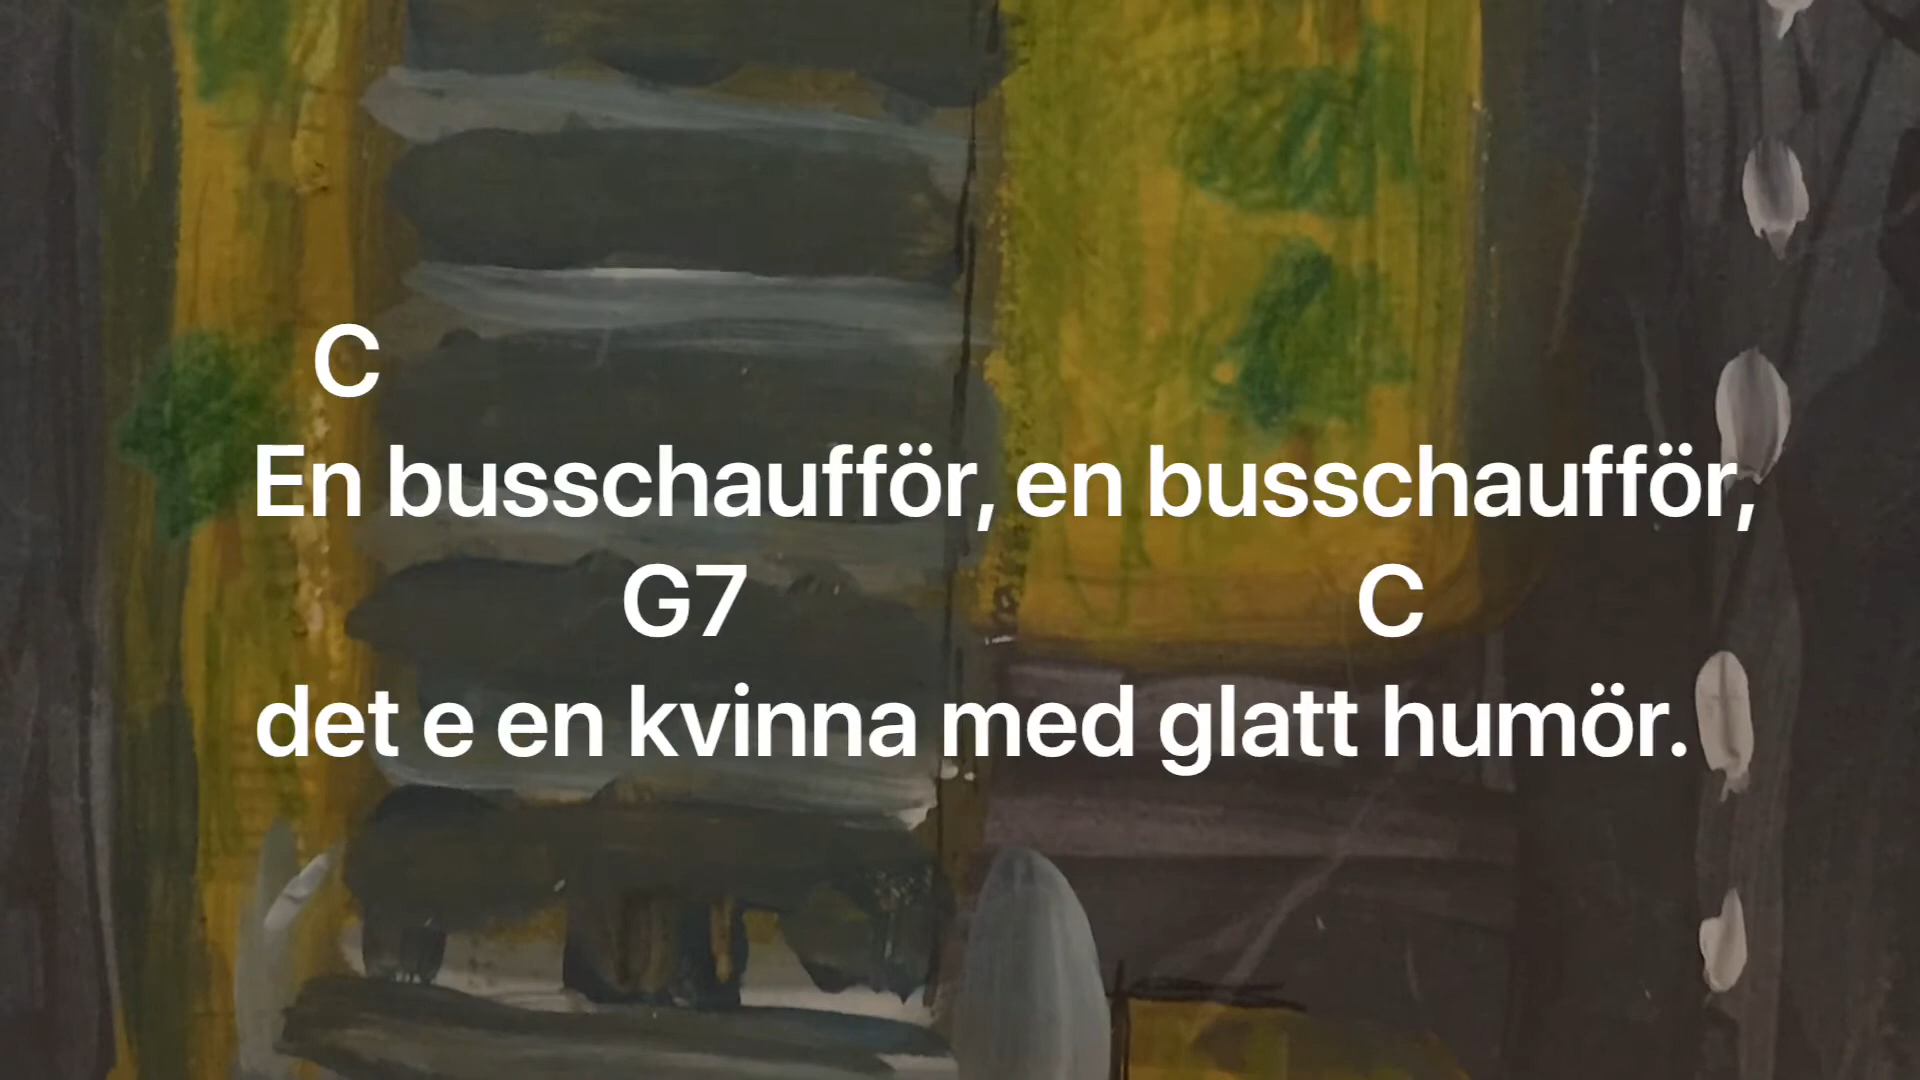 C
En busschaufför, en busschaufför,
G7 C
det e en kvinna med glatt humör.